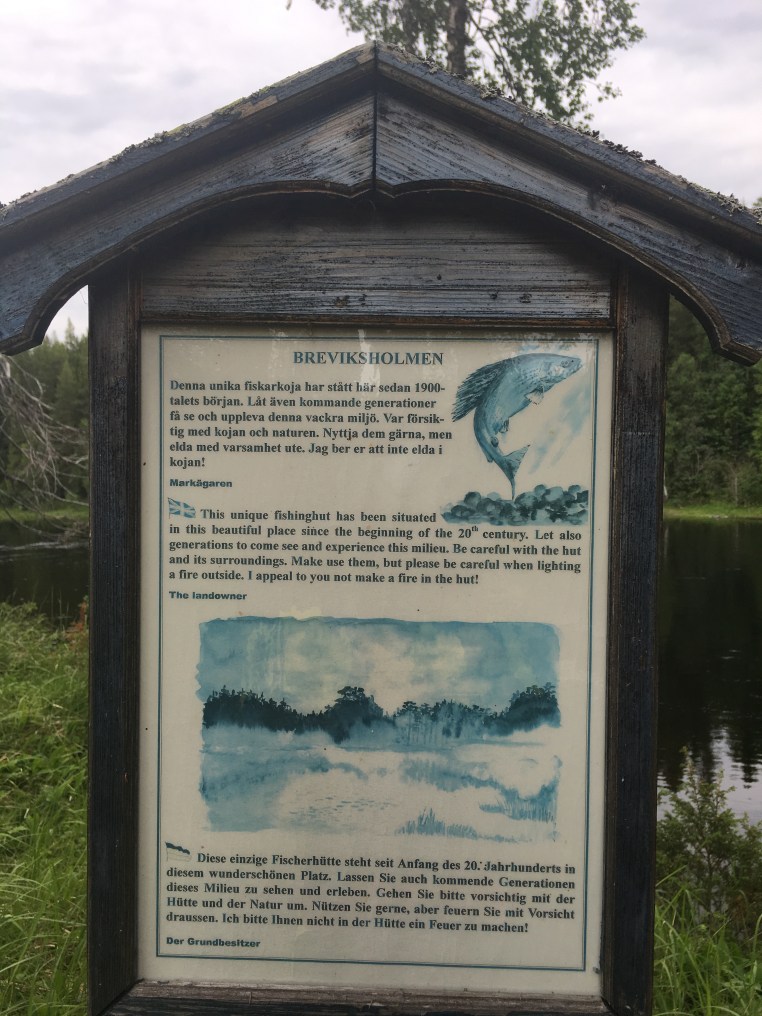 BREVIKSHOLMEN
Denna unika fiskarkoja har stått här sedan 1900-
talets början. Låt även kommande generationer
få se och uppleva denna vackra miljö. Var försik-
tig med kojan och naturen. Nyttja dem gärna, men
elda med varsamhet ute. Jag ber er att inte elda i
kojan!
Markägaren
This unique fishinghut has been situated
in this beautiful place since the beginning of the 20th century. Let also
generations to come see and experience this milieu. Be careful with the hut
and its surroundings. Make use them, but please be careful when lighting
a fire outside. I appeal to you not make a fire in the hut!
The landowner
Diese einzige Fischerhütte steht seit Anfang des 20. Jahrhunderts in
diesem wunderschönen Platz. Lassen Sie auch kommende Generationen
dieses Milieu zu sehen und erleben. Gehen Sie bitte vorsichtig mit der
Hütte und der Natur um. Nützen Sie gerne, aber feuern Sie mit Vorsicht
draussen. Ich bitte Ihnen nicht in der Hütte ein Feuer zu machen!
Der Grundbesitzer